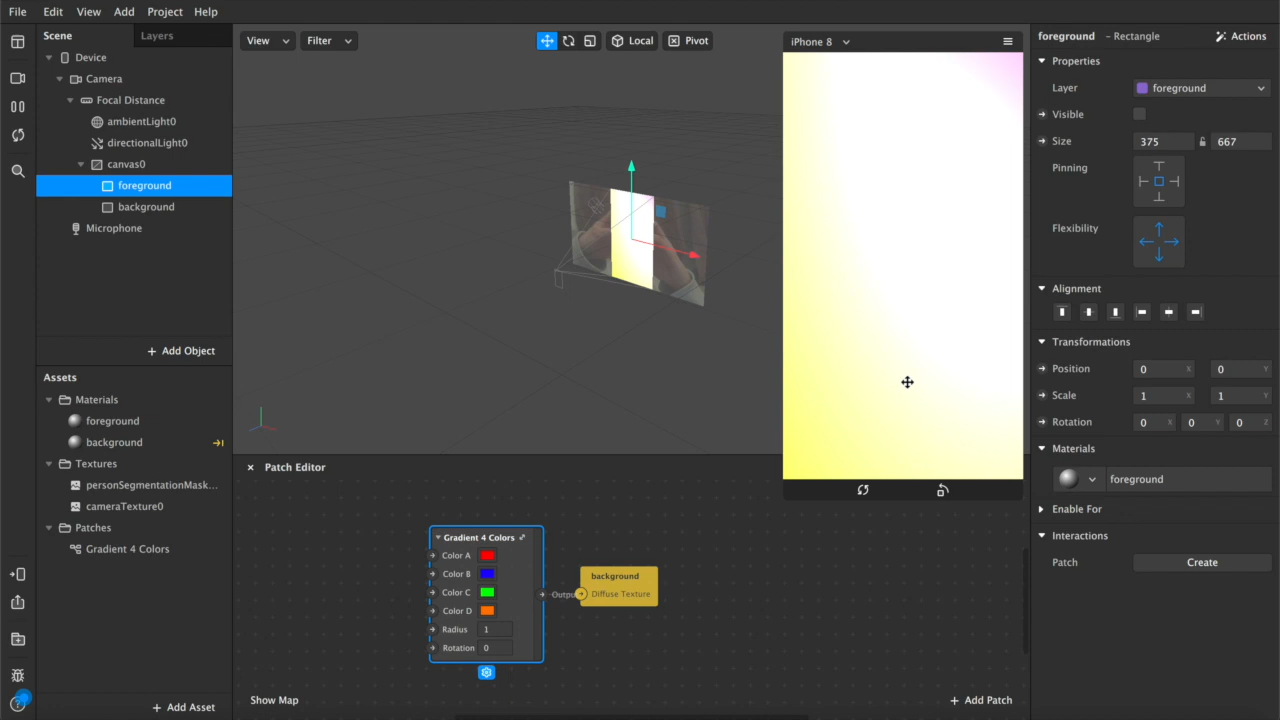 File Edit View Add Project Help
Scene Layers
Device
Camera
Focal Distance
ambientLight0
directionalLight0
canvas0
foreground
background
Microphone
+ Add Object
Assets
Materials
foreground
background
Textures
personSegmentationMask...
cameraTexture0
Patches
Gradient 4 Colors
+ Add Asset
View Filter Local Pivot
iPhone 8
Patch Editor
Gradient 4 Colors
Color A
Color B
Color C
Color D
Radius 1
Rotation 0
Output
background
Diffuse Texture
Show Map
+ Add Patch
foreground - Rectangle Actions
Properties
Layer foreground
Visible
Size 375 667
Pinning
Flexibility
Alignment
Transformations
Position 0 X 0 Y
Scale 1 X 1 Y
Rotation 0 X 0 Y 0 Z
Materials
foreground
Enable For
Interactions
Patch Create